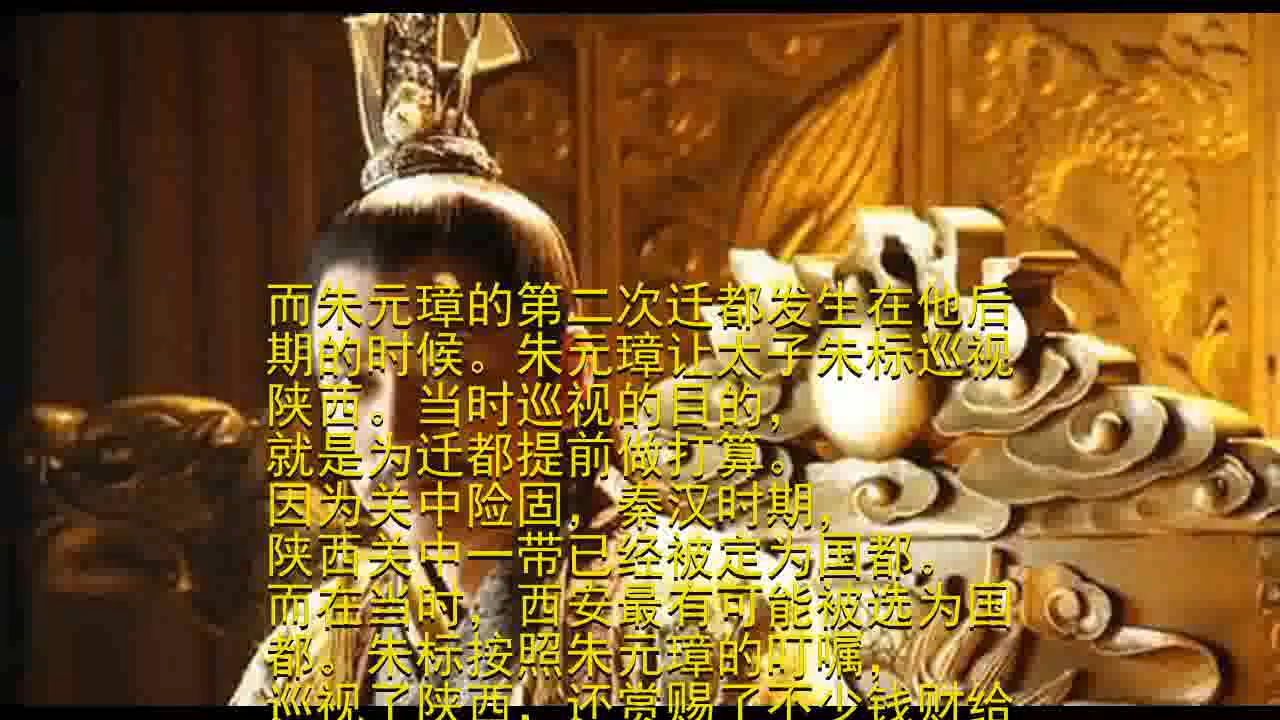 而朱元璋的第二次迁都发生在他后
期的时候。朱元璋让太子朱标巡视
陕西。当时巡视的目的，
就是为迁都提前做打算。
因为关中险固，秦汉时期，
陕西关中一带已经被定为国都。
而在当时，西安最有可能被选为国
都。朱标按照朱元璋的叮嘱，
巡视了陕西，还赏赐了不少钱财给